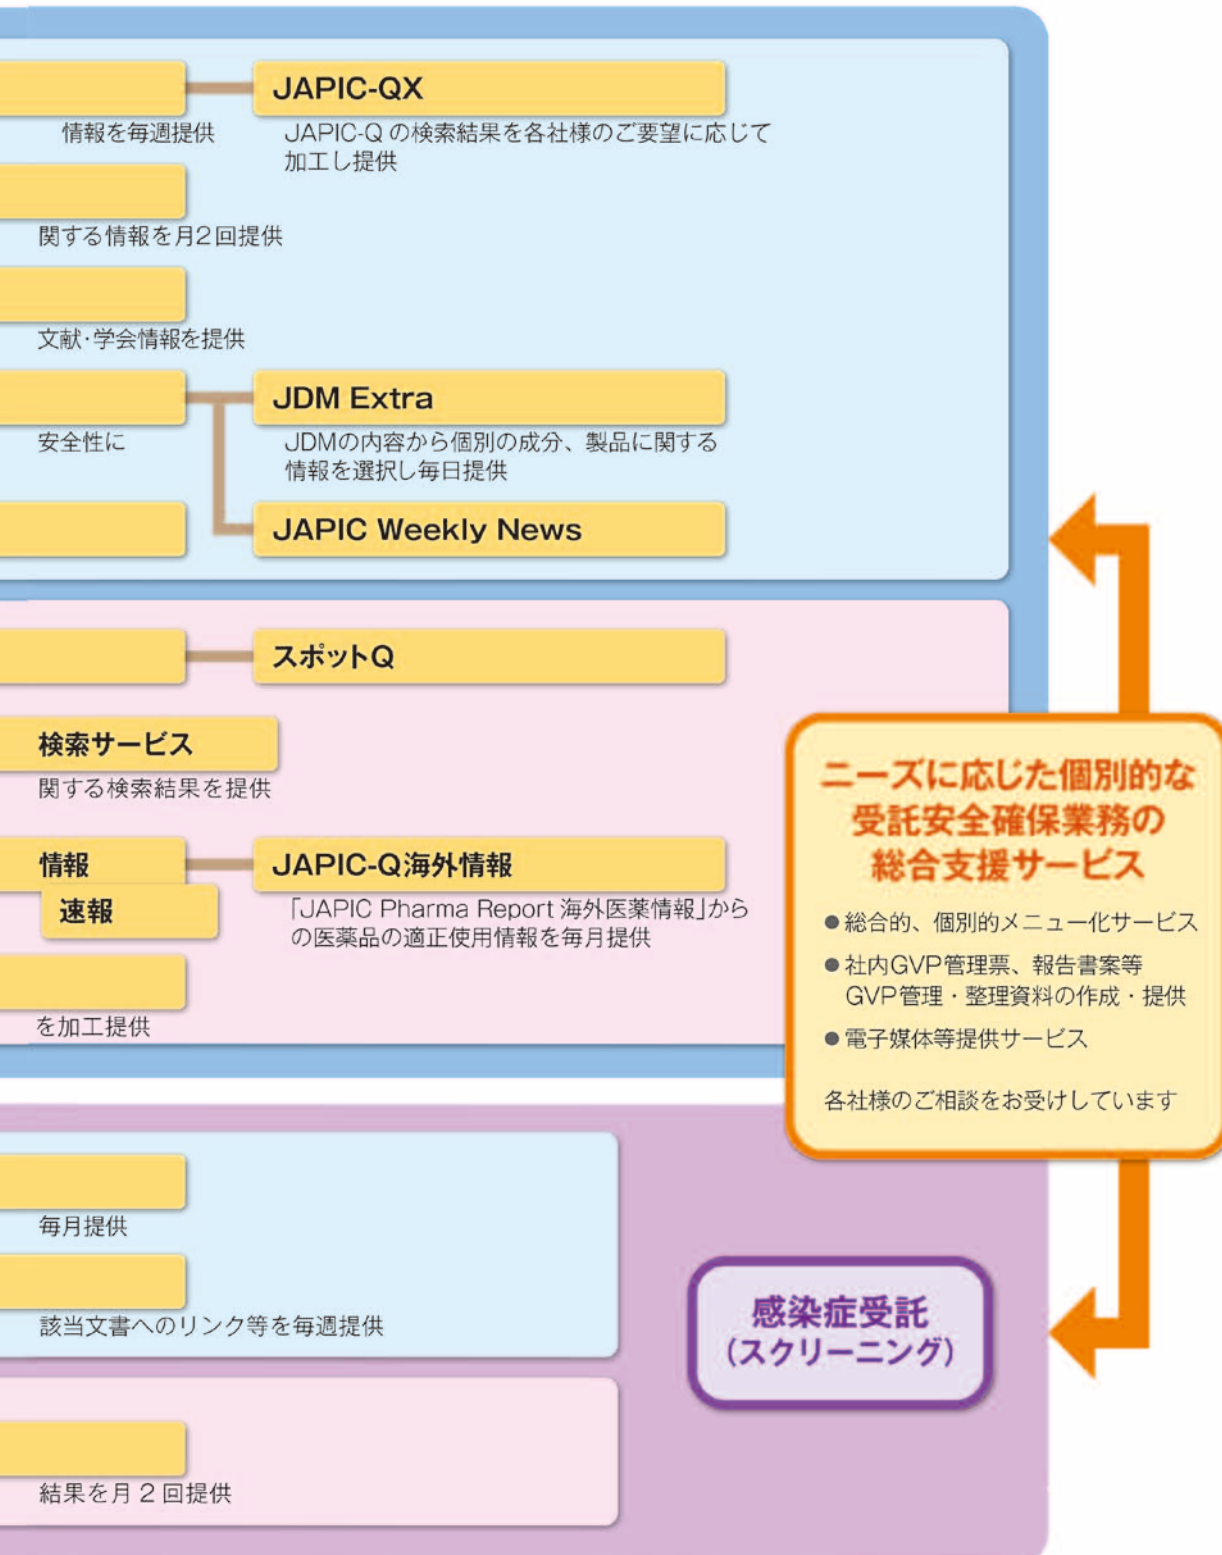 JAPIC-QX
情報を毎週提供
JAPIC-Q の検索結果を各社様のご要望に応じて
加工し提供
関する情報を月2回提供
文献・学会情報を提供
JDM Extra
安全性に
JDMの内容から個別の成分、製品に関する
情報を選択し毎日提供
JAPIC Weekly News
スポットQ
検索サービス
関する検索結果を提供
情報
速報
JAPIC-Q海外情報
「JAPIC Pharma Report 海外医薬情報」から
の医薬品の適正使用情報を毎月提供
を加工提供
ニーズに応じた個別的な
受託安全確保業務の
総合支援サービス
●総合的、個別的メニュー化サービス
●社内GVP管理票、報告書案等
GVP管理・整理資料の作成・提供
●電子媒体等提供サービス
各社様のご相談をお受けしています
毎月提供
該当文書へのリンク等を毎週提供
感染症受託
(スクリーニング)
結果を月 2 回提供